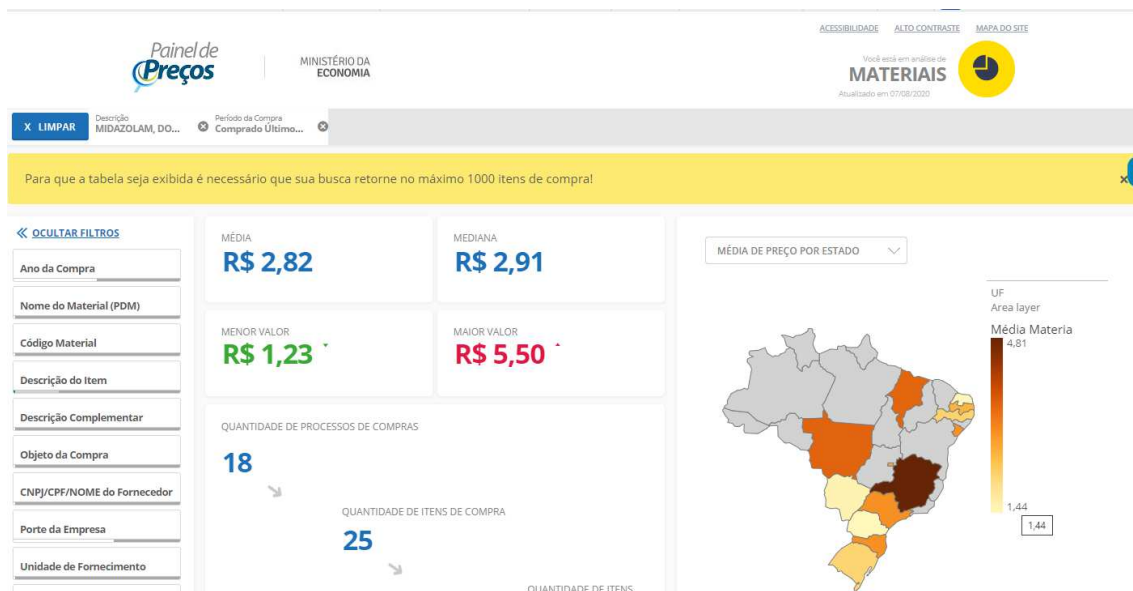 ACESSIBILIDADE ALTO CONTRASTE MAPA DO SITE
Painel de
Preços
MINISTÉRIO DA
ECONOMIA
Você está em análise de
MATERIAIS
Atualizado em 07/08/2020
X LIMPAR
Descrição
MIDAZOLAM, DO...
Período da Compra
Comprado Último...
Para que a tabela seja exibida é necessário que sua busca retorne no máximo 1000 itens de compra!
OCULTAR FILTROS
Ano da Compra
Nome do Material (PDM)
Código Material
Descrição do Item
Descrição Complementar
Objeto da Compra
CNPJ/CPF/NOME do Fornecedor
Porte da Empresa
Unidade de Fornecimento
MÉDIA
R$ 2,82
MEDIANA
R$ 2,91
MENOR VALOR
R$ 1,23
MAIOR VALOR
R$ 5,50
QUANTIDADE DE PROCESSOS DE COMPRAS
18
QUANTIDADE DE ITENS DE COMPRA
25
QUANTIDADE DE ITENS
MÉDIA DE PREÇO POR ESTADO
UF
Area layer
Média Materia
4,81
1,44
1,44